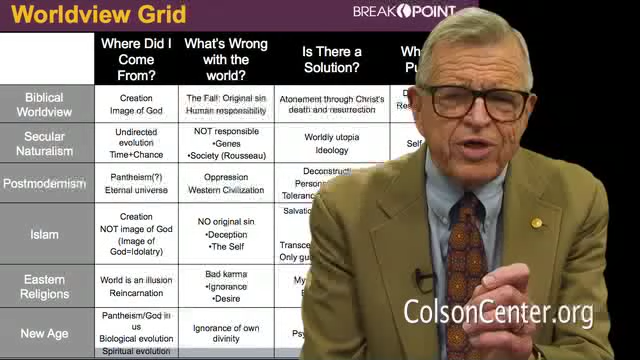 Worldview Grid
BREAKPOINT
Where Did I
Come
From?
What's Wrong
with the
world?
Is There a
Solution?
Biblical
Worldview
Creation
Image of God
The Fall: Original sin
Human responsibility
Atonement through Christ's
death and resurrection
Secular
Naturalism
Undirected
evolution
Time+Chance
NOT responsible
•Genes
•Society (Rousseau)
Worldly utopia
Ideology
Self
Postmodernism
Pantheism(?)
Eternal universe
Oppression
Western Civilization
Islam
Creation
NOT image of God
(Image of
God=Idolatry)
NO original sin
•Deception
•The Self
Only
Eastern
Religions
World is an illusion
Reincarnation
Bad karma
•Ignorance
•Desire
New Age
Pantheism/God in
us
Biological evolution
Spiritual evolution
Ignorance of own
divinity
ColsonCenter.org